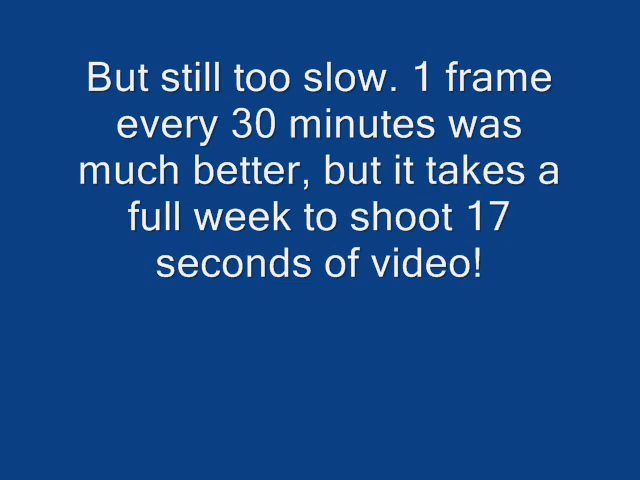 But still too slow. 1 frame
every 30 minutes was
much better, but it takes a
full week to shoot 17
seconds of video!